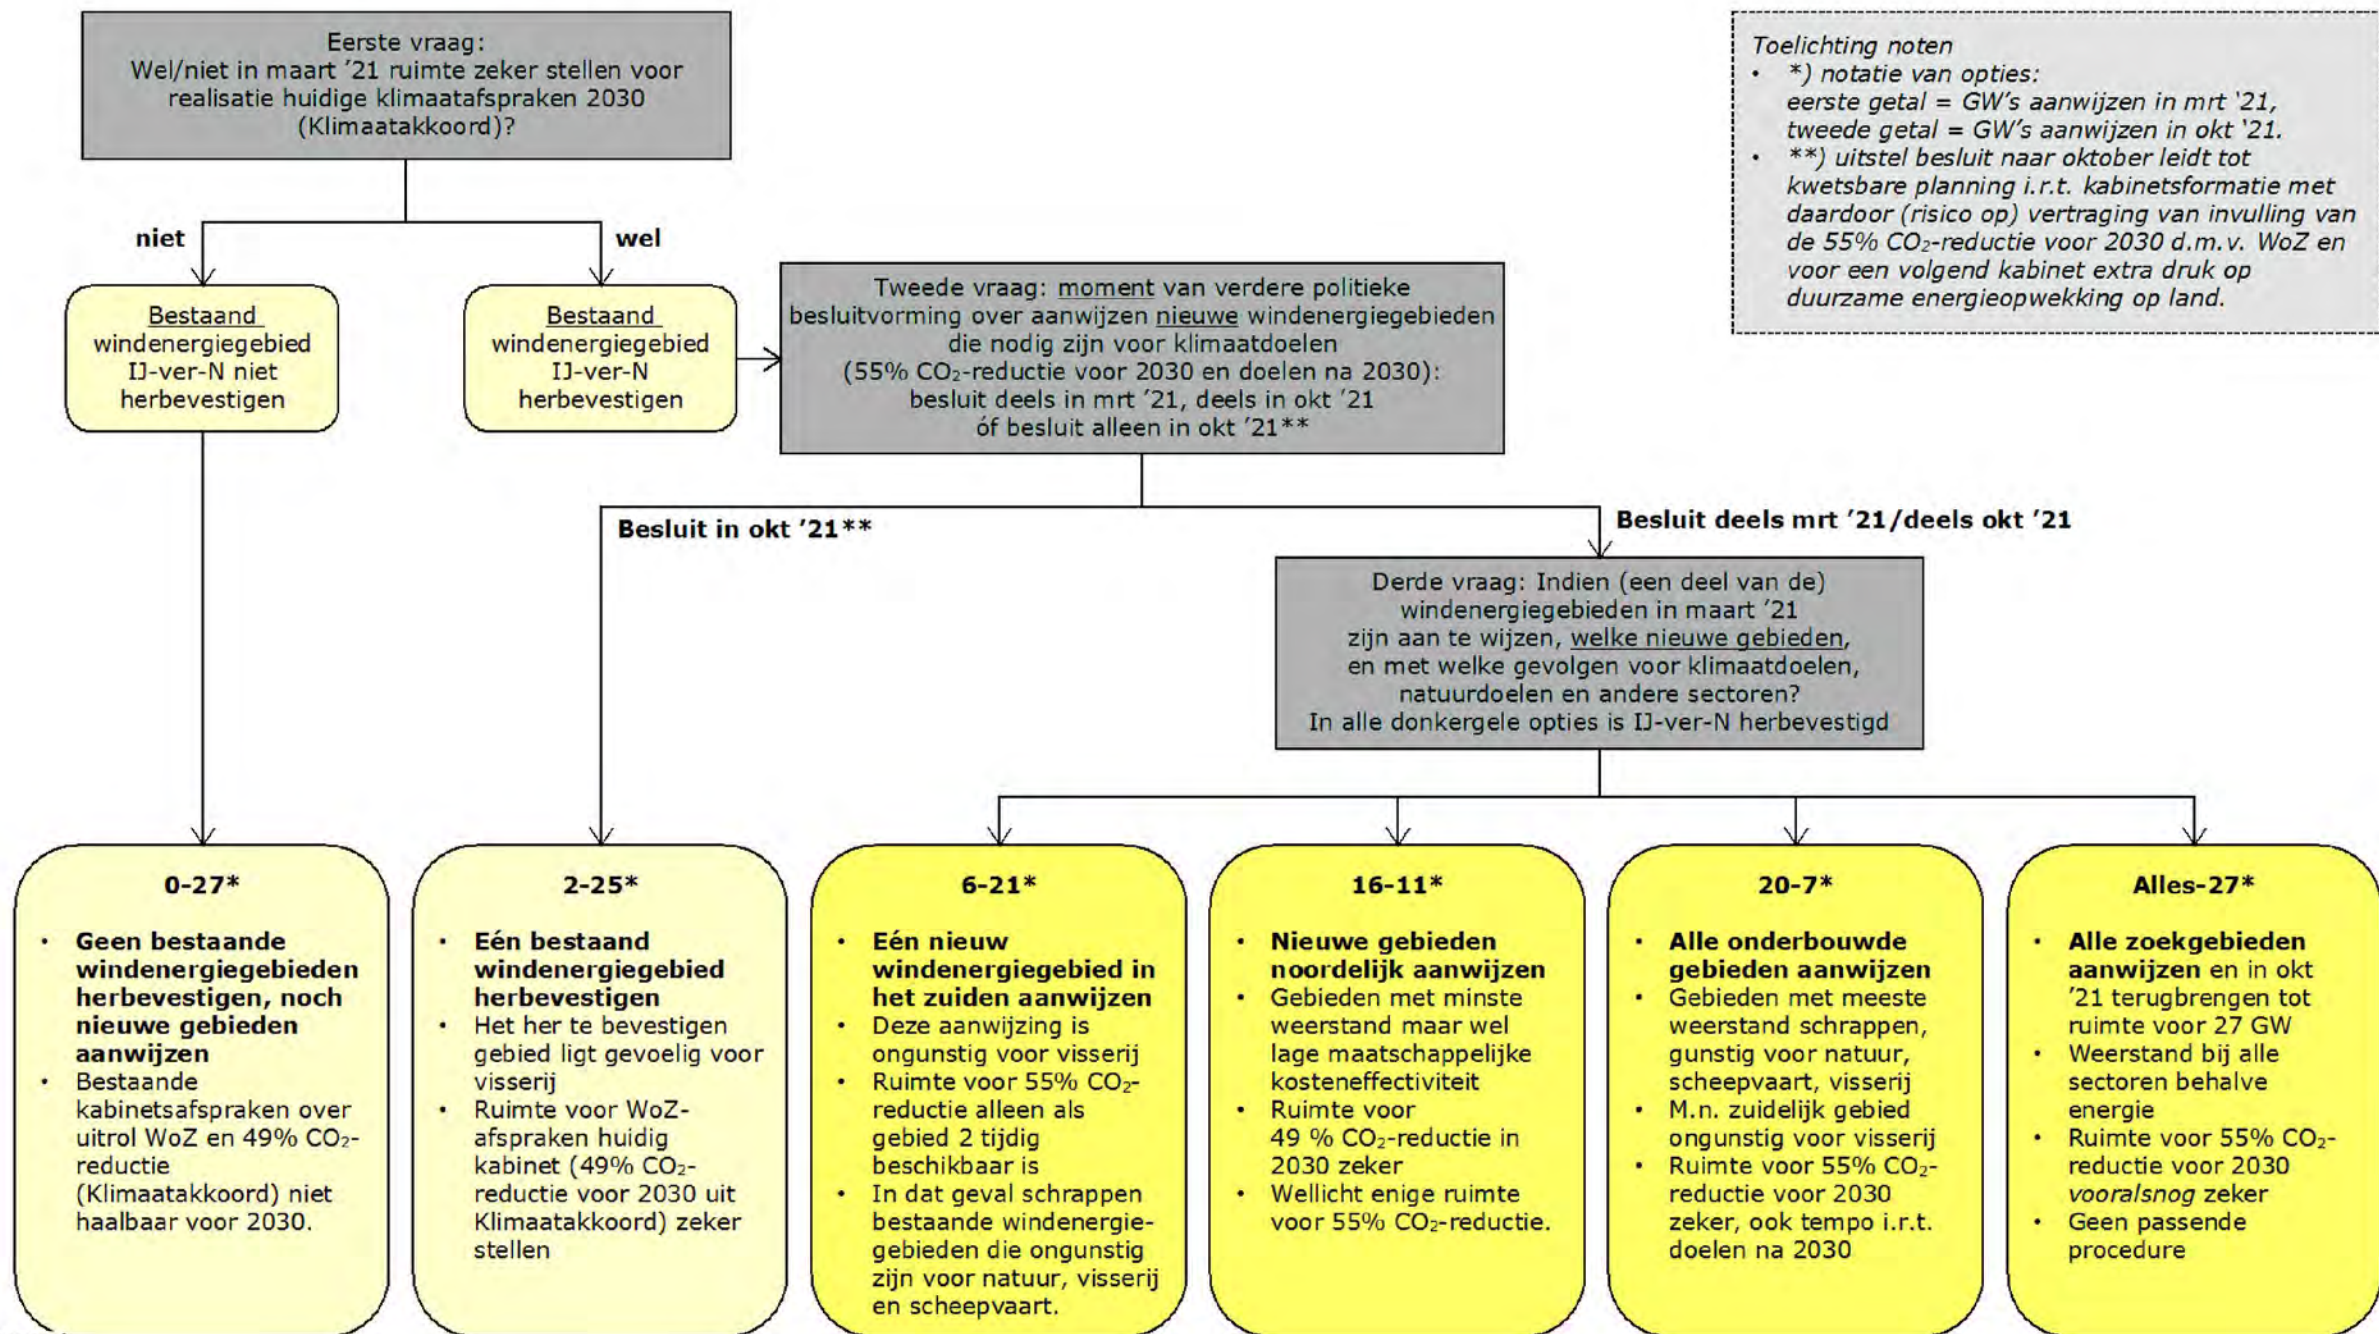 Eerste vraag:
Wel/niet in maart ’21 ruimte zeker stellen voor
realisatie huidige klimaatafspraken 2030
(Klimaatakkoord)?
Toelichting noten
• *) notatie van opties:
eerste getal = GW’s aanwijzen in mrt ‘21,
tweede getal = GW’s aanwijzen in okt ‘21.
• **) uitstel besluit naar oktober leidt tot
kwetsbare planning i.r.t. kabinetsformatie met
daardoor (risico op) vertraging van invulling van
de 55% CO₂-reductie voor 2030 d.m.v. WoZ en
voor een volgend kabinet extra druk op
duurzame energieopwekking op land.
niet
wel
Bestaand
windenergiegebied
IJ-ver-N niet
herbevestigen
Bestaand
windenergiegebied
IJ-ver-N
herbevestigen
Tweede vraag: moment van verdere politieke
besluitvorming over aanwijzen nieuwe windenergiegebieden
die nodig zijn voor klimaatdoelen
(55% CO₂-reductie voor 2030 en doelen na 2030):
besluit deels in mrt ’21, deels in okt ’21
óf besluit alleen in okt ’21**
Besluit in okt ’21**
Besluit deels mrt ’21/deels okt ’21
Derde vraag: Indien (een deel van de)
windenergiegebieden in maart ’21
zijn aan te wijzen, welke nieuwe gebieden,
en met welke gevolgen voor klimaatdoelen,
natuurdoelen en andere sectoren?
In alle donkergele opties is IJ-ver-N herbevestigd
0-27*
• Geen bestaande
windenergiegebieden
herbevestigen, noch
nieuwe gebieden
aanwijzen
• Bestaande
kabinetsafspraken over
uitrol WoZ en 49% CO₂-
reductie
(Klimaatakkoord) niet
haalbaar voor 2030.
2-25*
• Eén bestaand
windenergiegebied
herbevestigen
• Het her te bevestigen
gebied ligt gevoelig voor
visserij
• Ruimte voor WoZ-
afspraken huidig
kabinet (49% CO₂-
reductie voor 2030 uit
Klimaatakkoord) zeker
stellen
6-21*
• Eén nieuw
windenergiegebied in
het zuiden aanwijzen
• Deze aanwijzing is
ongunstig voor visserij
• Ruimte voor 55% CO₂-
reductie alleen als
gebied 2 tijdig
beschikbaar is
• In dat geval schrappen
bestaande windenergie-
gebieden die ongunstig
zijn voor natuur, visserij
en scheepvaart.
16-11*
• Nieuwe gebieden
noordelijk aanwijzen
• Gebieden met minste
weerstand maar wel
lage maatschappelijke
kosteneffectiviteit
• Ruimte voor
49 % CO₂-reductie in
2030 zeker
• Wellicht enige ruimte
voor 55% CO₂-reductie.
20-7*
• Alle onderbouwde
gebieden aanwijzen
• Gebieden met meeste
weerstand schrappen,
gunstig voor natuur,
scheepvaart, visserij
• M.n. zuidelijk gebied
ongunstig voor visserij
• Ruimte voor 55% CO₂-
reductie voor 2030
zeker, ook tempo i.r.t.
doelen na 2030
Alles-27*
• Alle zoekgebieden
aanwijzen en in okt
’21 terugbrengen tot
ruimte voor 27 GW
• Weerstand bij alle
sectoren behalve
energie
• Ruimte voor 55% CO₂-
reductie voor 2030
vooralsnog zeker
• Geen passende
procedure